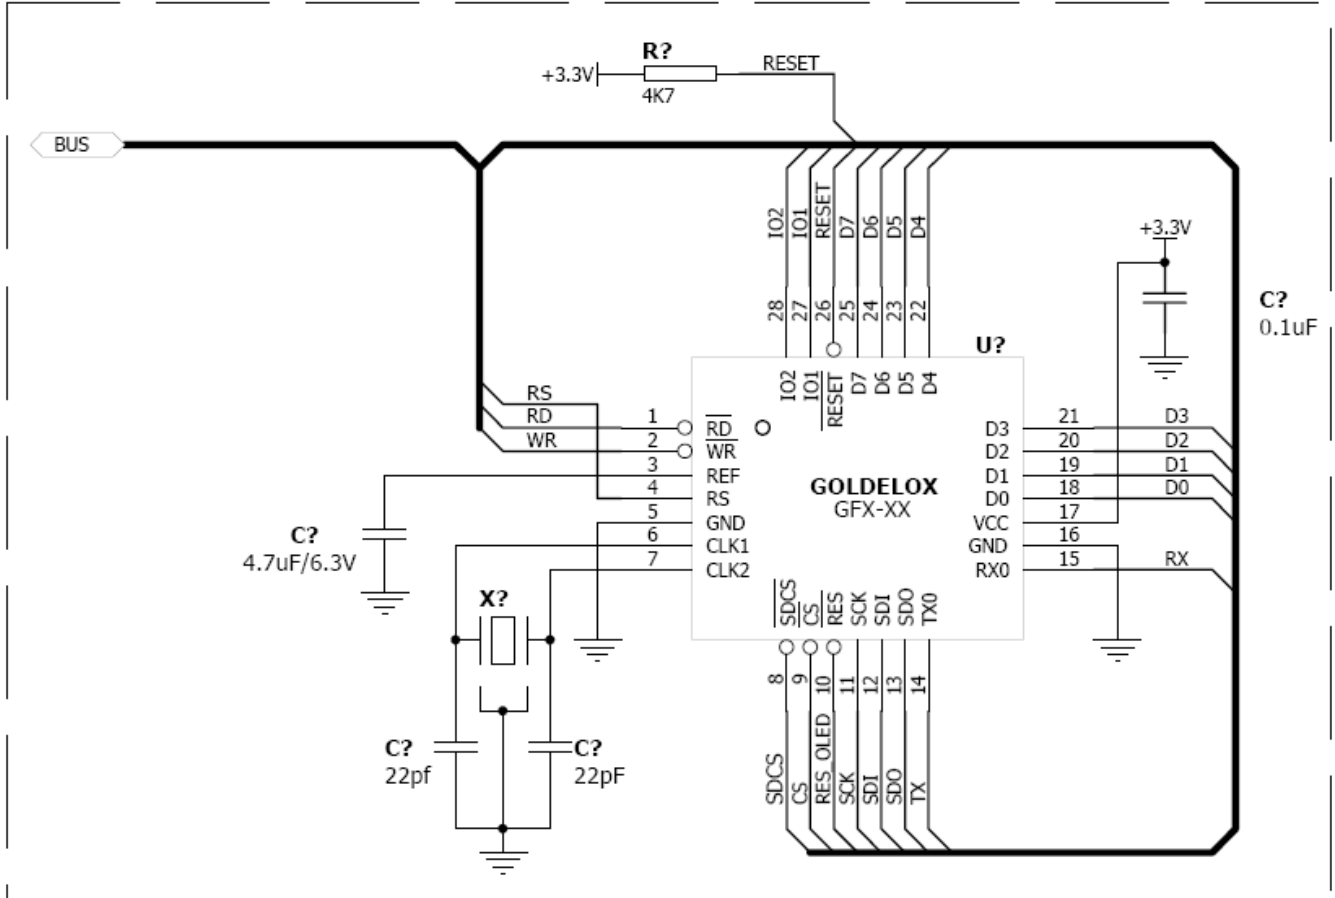 R?
+3.3V
RESET
4K7
BUS
IO2
IO1
RESET
D7
D6
D5
D4
28
27
26
25
24
23
22
+3.3V
C?
0.1uF
U?
IO2
IO1
RESET
D7
D6
D5
D4
RS
RD
WR
1
2
3
4
5
6
7
RD
WR
REF
RS
GND
CLK1
CLK2
GOLDELOX
GFX-XX
D3
D2
D1
D0
VCC
GND
RX0
21
20
19
18
17
16
15
D3
D2
D1
D0
RX
C?
4.7uF/6.3V
X?
SDCS
CS
RES
SCK
SDI
SDO
TX0
8
9
10
11
12
13
14
C?
22pf
C?
22pF
SDCS
CS
RES_OLED
SCK
SDI
SDO
TX